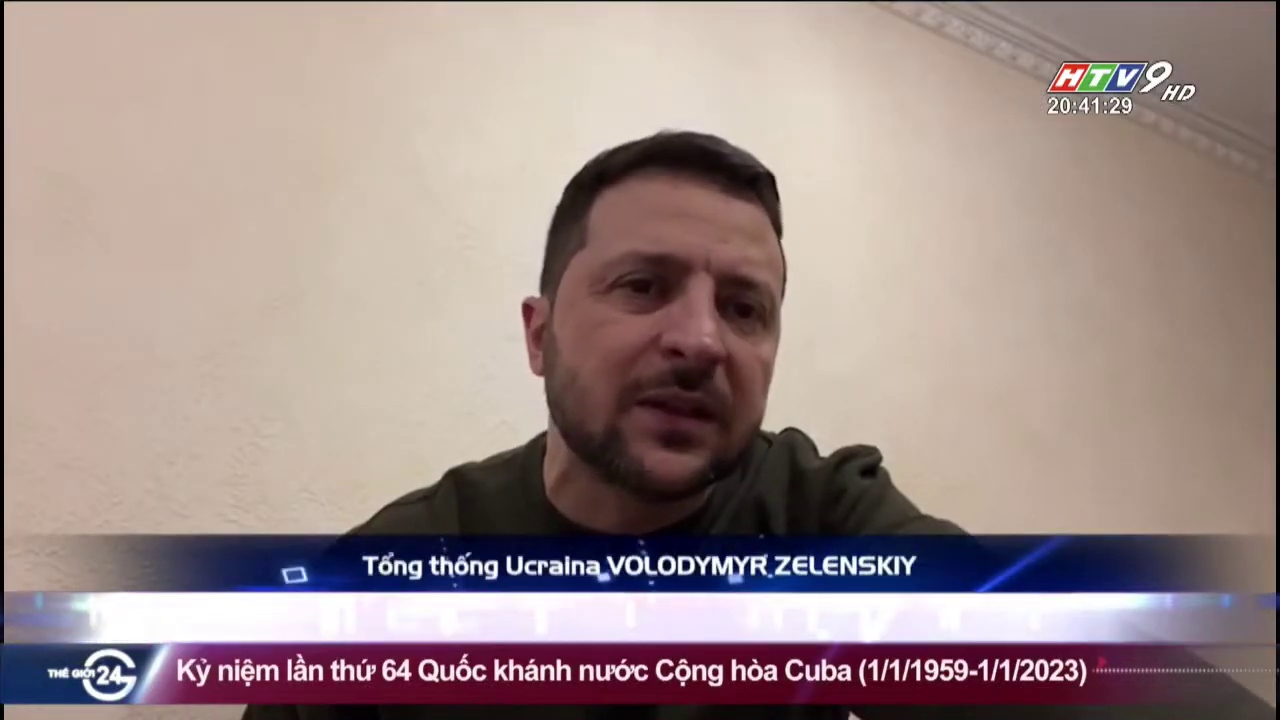 HTV9 HD
20:41:29
Tổng thống Ucraina VOLODYMYR ZELENSKIY
THẾ GIỚI 24G
Kỷ niệm lần thứ 64 Quốc khánh nước Cộng hòa Cuba (1/1/1959-1/1/2023)